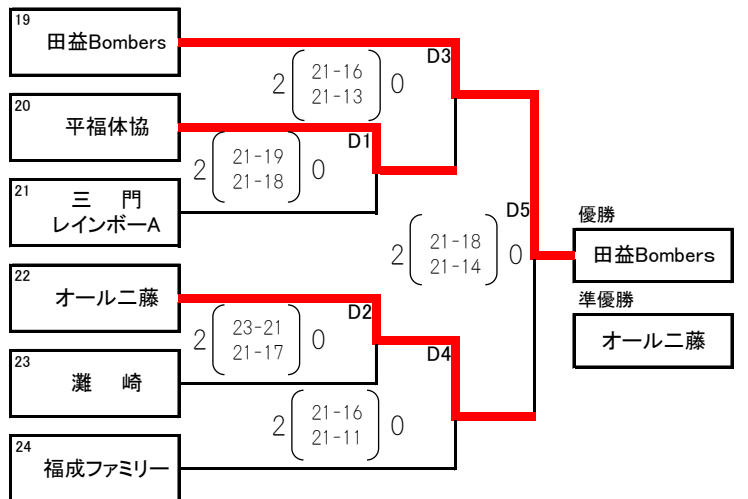 19
田益Bombers
D3
2 21-16 0
21-13
20
平福体協
D1
2 21-19 0
21-18
21
三 門
レインボーA
D5
2 21-18 0
21-14
優勝
田益Bombers
22
オール二藤
準優勝
オール二藤
D2
2 23-21 0
21-17
D4
23
灘 崎
2 21-16 0
21-11
24
福成ファミリー